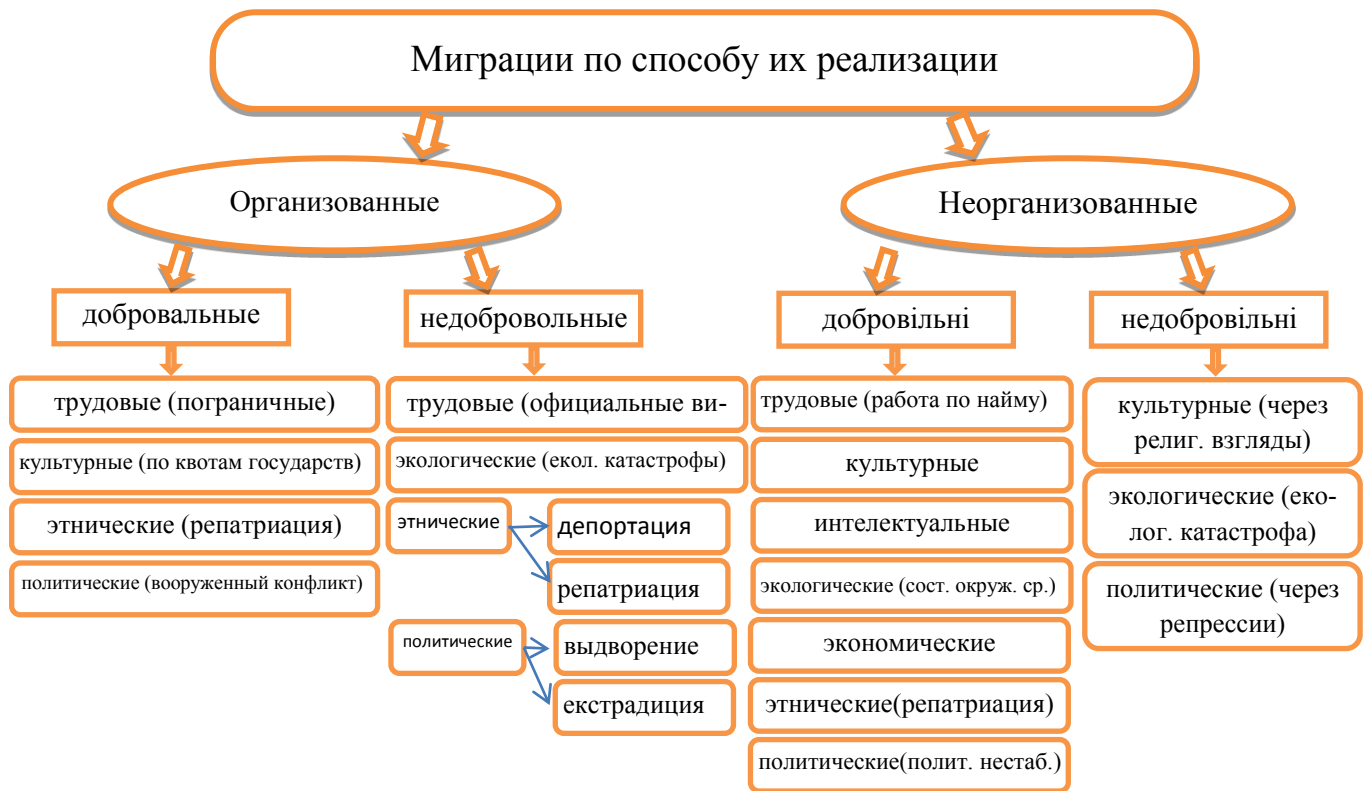 Миграции по способу их реализации
Организованные
Неорганизованные
добровальные
недобровольные
добровільні
недобровільні
трудовые (пограничные)
культурные (по квотам государств)
этнические (репатриация)
политические (вооруженный конфликт)
трудовые (официальные ви-
экологические (екол. катастрофы)
этнические
депортация
репатриация
политические
выдворение
екстрадиция
трудовые (работа по найму)
культурные
интелектуальные
экологические (сост. окруж. ср.)
экономические
этнические(репатриация)
политические(полит. нестаб.)
культурные (через
религ. взгляды)
экологические (еко-
лог. катастрофа)
политические (через
репрессии)